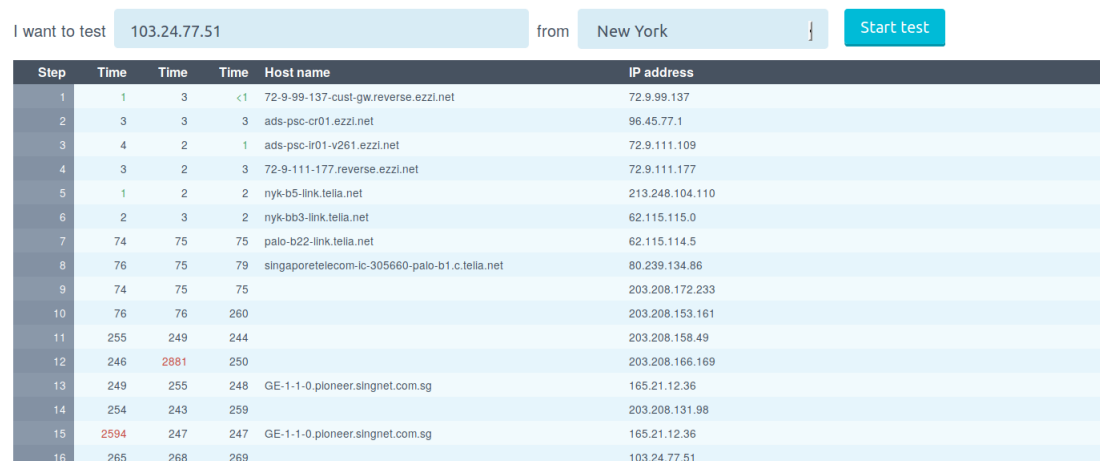 I want to test 103.24.77.51 from New York Start test
Step Time Time Time Host name IP address
1 1 3 <1 72-9-99-137-cust-gw.reverse.ezzi.net 72.9.99.137
2 3 3 3 ads-psc-cr01.ezzi.net 96.45.77.1
3 4 2 1 ads-psc-ir01-v261.ezzi.net 72.9.111.109
4 3 2 3 72-9-111-177.reverse.ezzi.net 72.9.111.177
5 1 2 2 nyk-b5-link.telia.net 213.248.104.110
6 2 3 2 nyk-bb3-link.telia.net 62.115.115.0
7 74 75 75 palo-b22-link.telia.net 62.115.114.5
8 76 75 79 singaporetelecom-ic-305660-palo-b1.c.telia.net 80.239.134.86
9 74 75 75 203.208.172.233
10 76 76 260 203.208.153.161
11 255 249 244 203.208.158.49
12 246 2881 250 203.208.166.169
13 249 255 248 GE-1-1-0.pioneer.singnet.com.sg 165.21.12.36
14 254 243 259 203.208.131.98
15 2594 247 247 GE-1-1-0.pioneer.singnet.com.sg 165.21.12.36
16 265 268 269 103.24.77.51